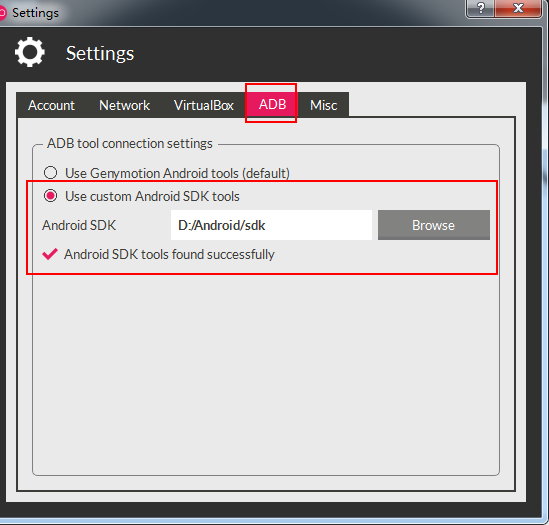 Settings
?
Settings
Account Network VirtualBox ADB Misc
ADB tool connection settings
Use Genymotion Android tools (default)
Use custom Android SDK tools
Android SDK D:/Android/sdk Browse
Android SDK tools found successfully